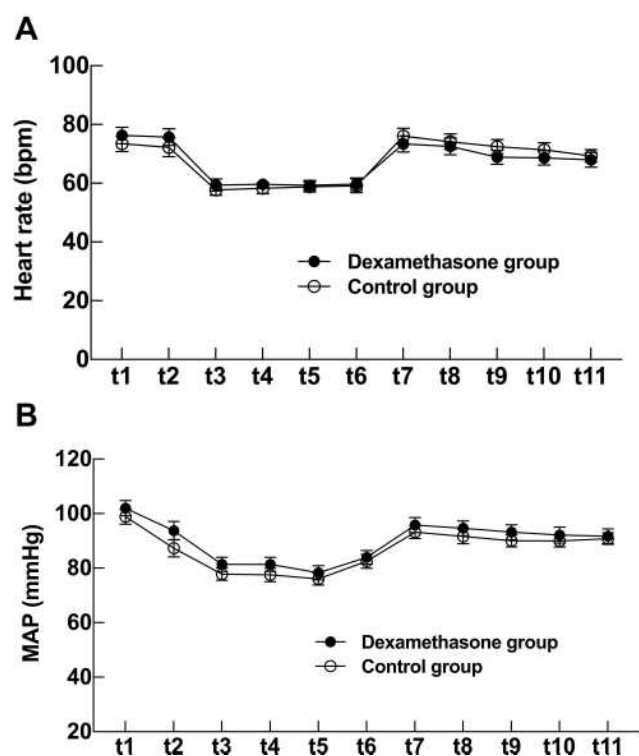 A
100
80
60
40
20
0
Heart rate (bpm)
Dexamethasone group
Control group
t1 t2 t3 t4 t5 t6 t7 t8 t9 t10 t11
B
120
100
80
60
40
20
MAP (mmHg)
Dexamethasone group
Control group
t1 t2 t3 t4 t5 t6 t7 t8 t9 t10 t11